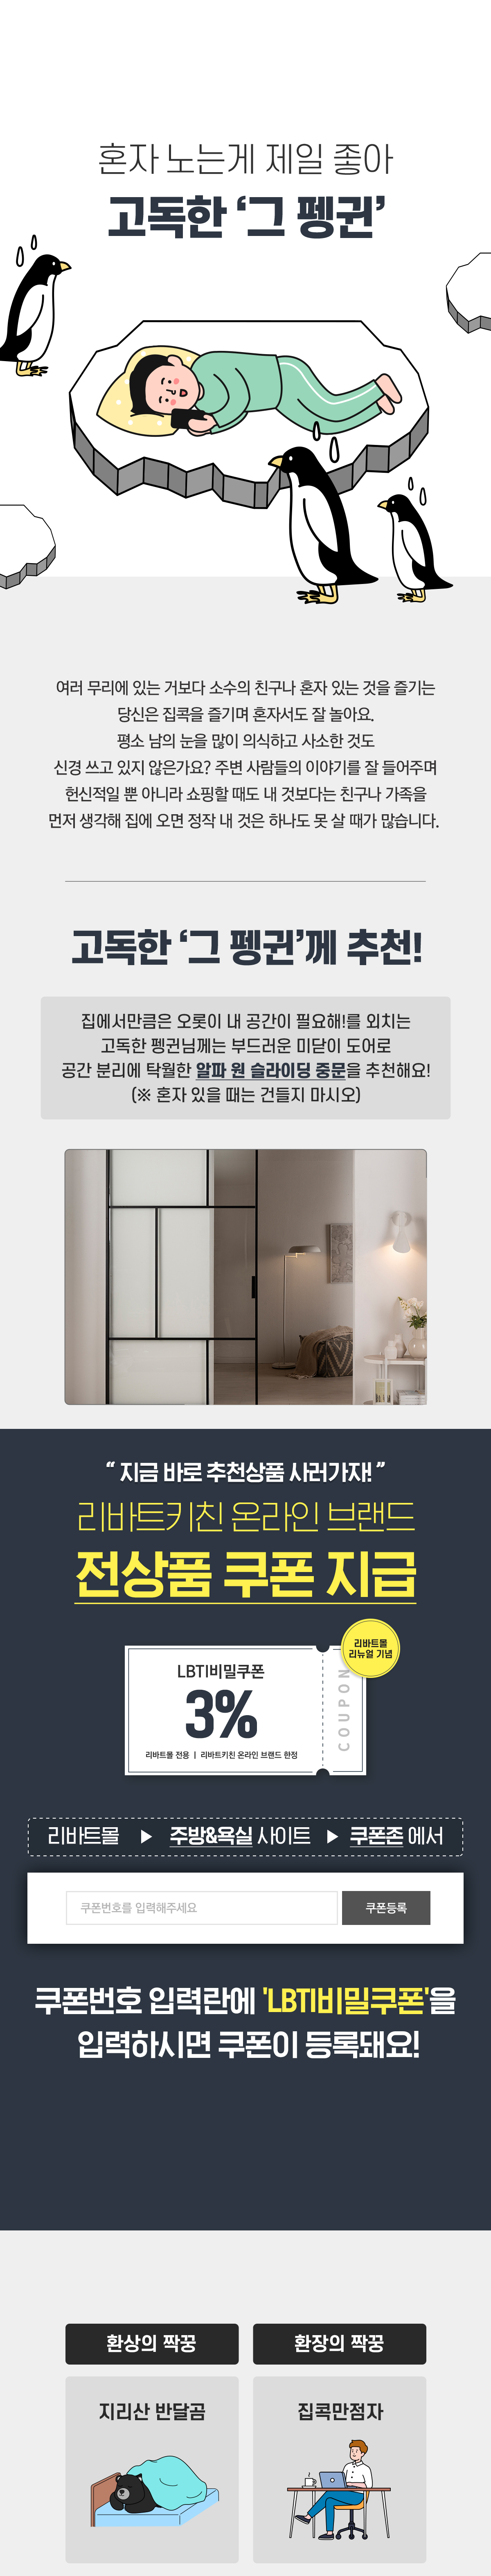 혼자 노는게 제일 좋아
고독한 ‘그 펭귄’
여러 무리에 있는 거보다 소수의 친구나 혼자 있는 것을 즐기는
당신은 집콕을 즐기며 혼자서도 잘 놀아요.
평소 남의 눈을 많이 의식하고 사소한 것도
신경 쓰고 있지 않은가요? 주변 사람들의 이야기를 잘 들어주며
헌신적일 뿐 아니라 쇼핑할 때도 내 것보다는 친구나 가족을
먼저 생각해 집에 오면 정작 내 것은 하나도 못 살 때가 많습니다.
고독한 ‘그 펭귄’께 추천!
집에서만큼은 오롯이 내 공간이 필요해!를 외치는
고독한 펭귄님께는 부드러운 미닫이 도어로
공간 분리에 탁월한 알파 원 슬라이딩 중문을 추천해요!
(※ 혼자 있을 때는 건들지 마시오)
“ 지금 바로 추천상품 사러가자! ”
리바트키친 온라인 브랜드
전상품 쿠폰 지급
리바트몰
리뉴얼 기념
LBTI비밀쿠폰
3%
리바트몰 전용 | 리바트키친 온라인 브랜드 한정
COUPON
리바트몰 ▶ 주방&욕실 사이트 ▶ 쿠폰존 에서
쿠폰번호를 입력해주세요
쿠폰등록
쿠폰번호 입력란에 'LBTI비밀쿠폰'을
입력하시면 쿠폰이 등록돼요!
환상의 짝꿍
환장의 짝꿍
지리산 반달곰
집콕만점자